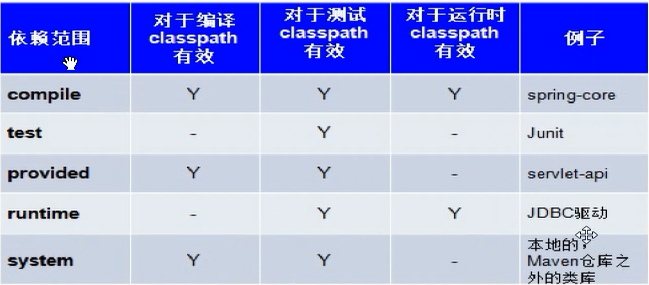 依赖范围
对于编译
classpath
有效
对于测试
classpath
有效
对于运行时
classpath
有效
例子
compile
Y
Y
Y
spring-core
test
-
Y
-
Junit
provided
Y
Y
-
servlet-api
runtime
-
Y
Y
JDBC驱动
system
Y
Y
-
本地的，
Maven仓库之
外的类库